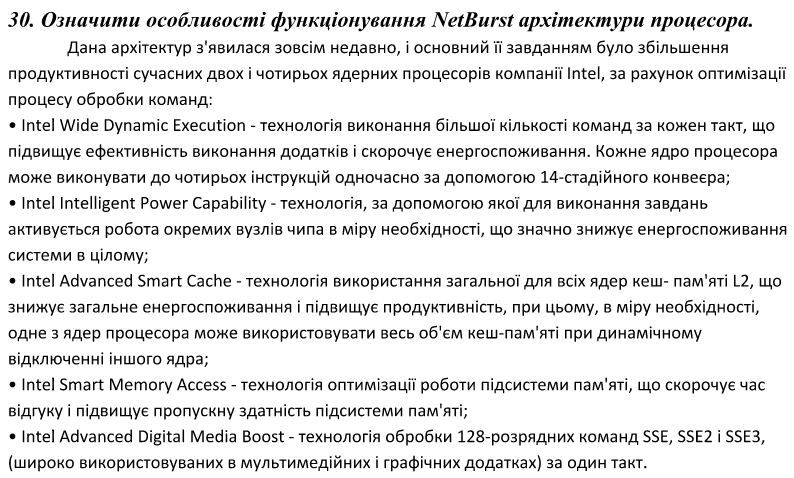 30. Означити особливості функціонування NetBurst архітектури процесора.
Дана архітектур з'явилася зовсім недавно, і основний її завданням було збільшення
продуктивності сучасних двох і чотирьох ядерних процесорів компанії Intel, за рахунок оптимізації
процесу обробки команд:
• Intel Wide Dynamic Execution - технологія виконання більшої кількості команд за кожен такт, що
підвищує ефективність виконання додатків і скорочує енергоспоживання. Кожне ядро процесора
може виконувати до чотирьох інструкцій одночасно за допомогою 14-стадійного конвеєра;
• Intel Intelligent Power Capability - технологія, за допомогою якої для виконання завдань
активується робота окремих вузлів чипа в міру необхідності, що значно знижує енергоспоживання
системи в цілому;
• Intel Advanced Smart Cache - технологія використання загальної для всіх ядер кеш- пам'яті L2, що
знижує загальне енергоспоживання і підвищує продуктивність, при цьому, в міру необхідності,
одне з ядер процесора може використовувати весь об'єм кеш-пам'яті при динамічному
відключенні іншого ядра;
• Intel Smart Memory Access - технологія оптимізації роботи підсистеми пам'яті, що скорочує час
відгуку і підвищує пропускну здатність підсистеми пам'яті;
• Intel Advanced Digital Media Boost - технологія обробки 128-розрядних команд SSE, SSE2 і SSE3,
(широко використовуваних в мультимедійних і графічних додатках) за один такт.